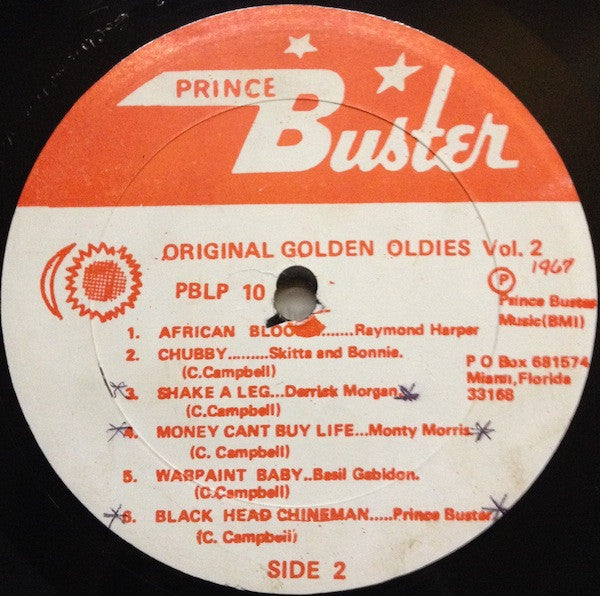 PRINCE
Buster
ORIGINAL GOLDEN OLDIES Vol. 2
1967
PBLP 10
P
Prince Buster
Music(BMI)
P O Box 681574
Miami,Florida
33168
1. AFRICAN .......Raymond Harper
2. CHUBBY.........Skitta and Bonnie.
(C.Campbell)
3. SHAKE A LEG...Derrick Morgan
(C.Campbell)
4. MONEY CANT BUY LIFE...Monty Morris
(C. Campbell)
5. WARPAINT BABY..Basil Gabidon.
(C.Campbell)
6. BLACK HEAD CHINEMAN.....Prince Buster
(C. Campbell)
SIDE 2